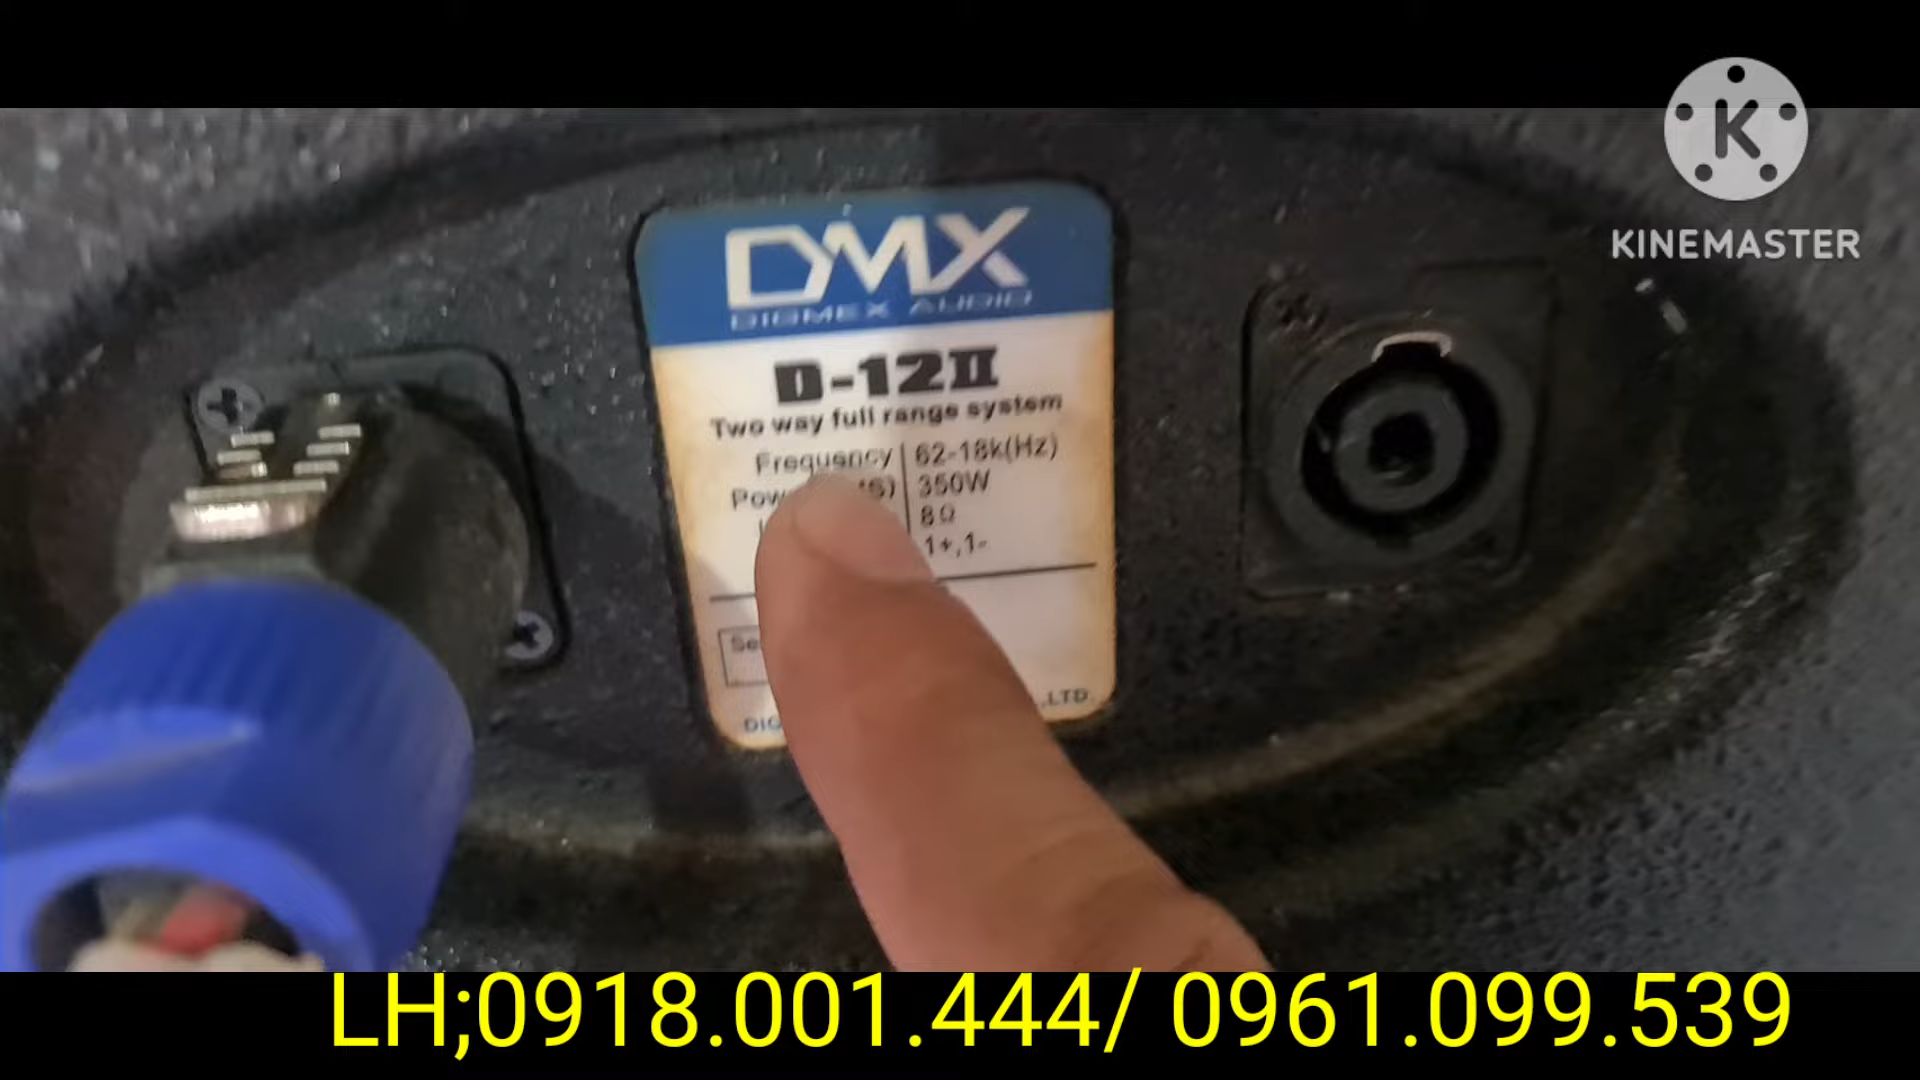 K
KINEMASTER
DMX
DIGMEX AUDIO
D-12II
Two way full range system
Frequency 62-18k(Hz)
350W
8Ω
1+,1-
LTD.
LH;0918.001.444/ 0961.099.539